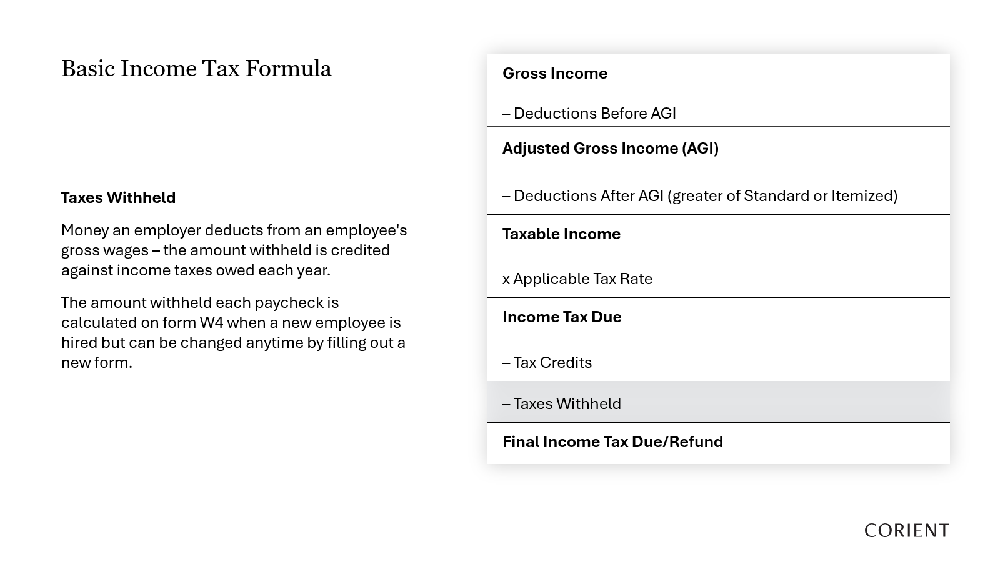 Basic Income Tax Formula
Taxes Withheld
Money an employer deducts from an employee's
gross wages – the amount withheld is credited
against income taxes owed each year.
The amount withheld each paycheck is
calculated on form W4 when a new employee is
hired but can be changed anytime by filling out a
new form.
Gross Income
– Deductions Before AGI
Adjusted Gross Income (AGI)
– Deductions After AGI (greater of Standard or Itemized)
Taxable Income
x Applicable Tax Rate
Income Tax Due
– Tax Credits
– Taxes Withheld
Final Income Tax Due/Refund
CORIENT